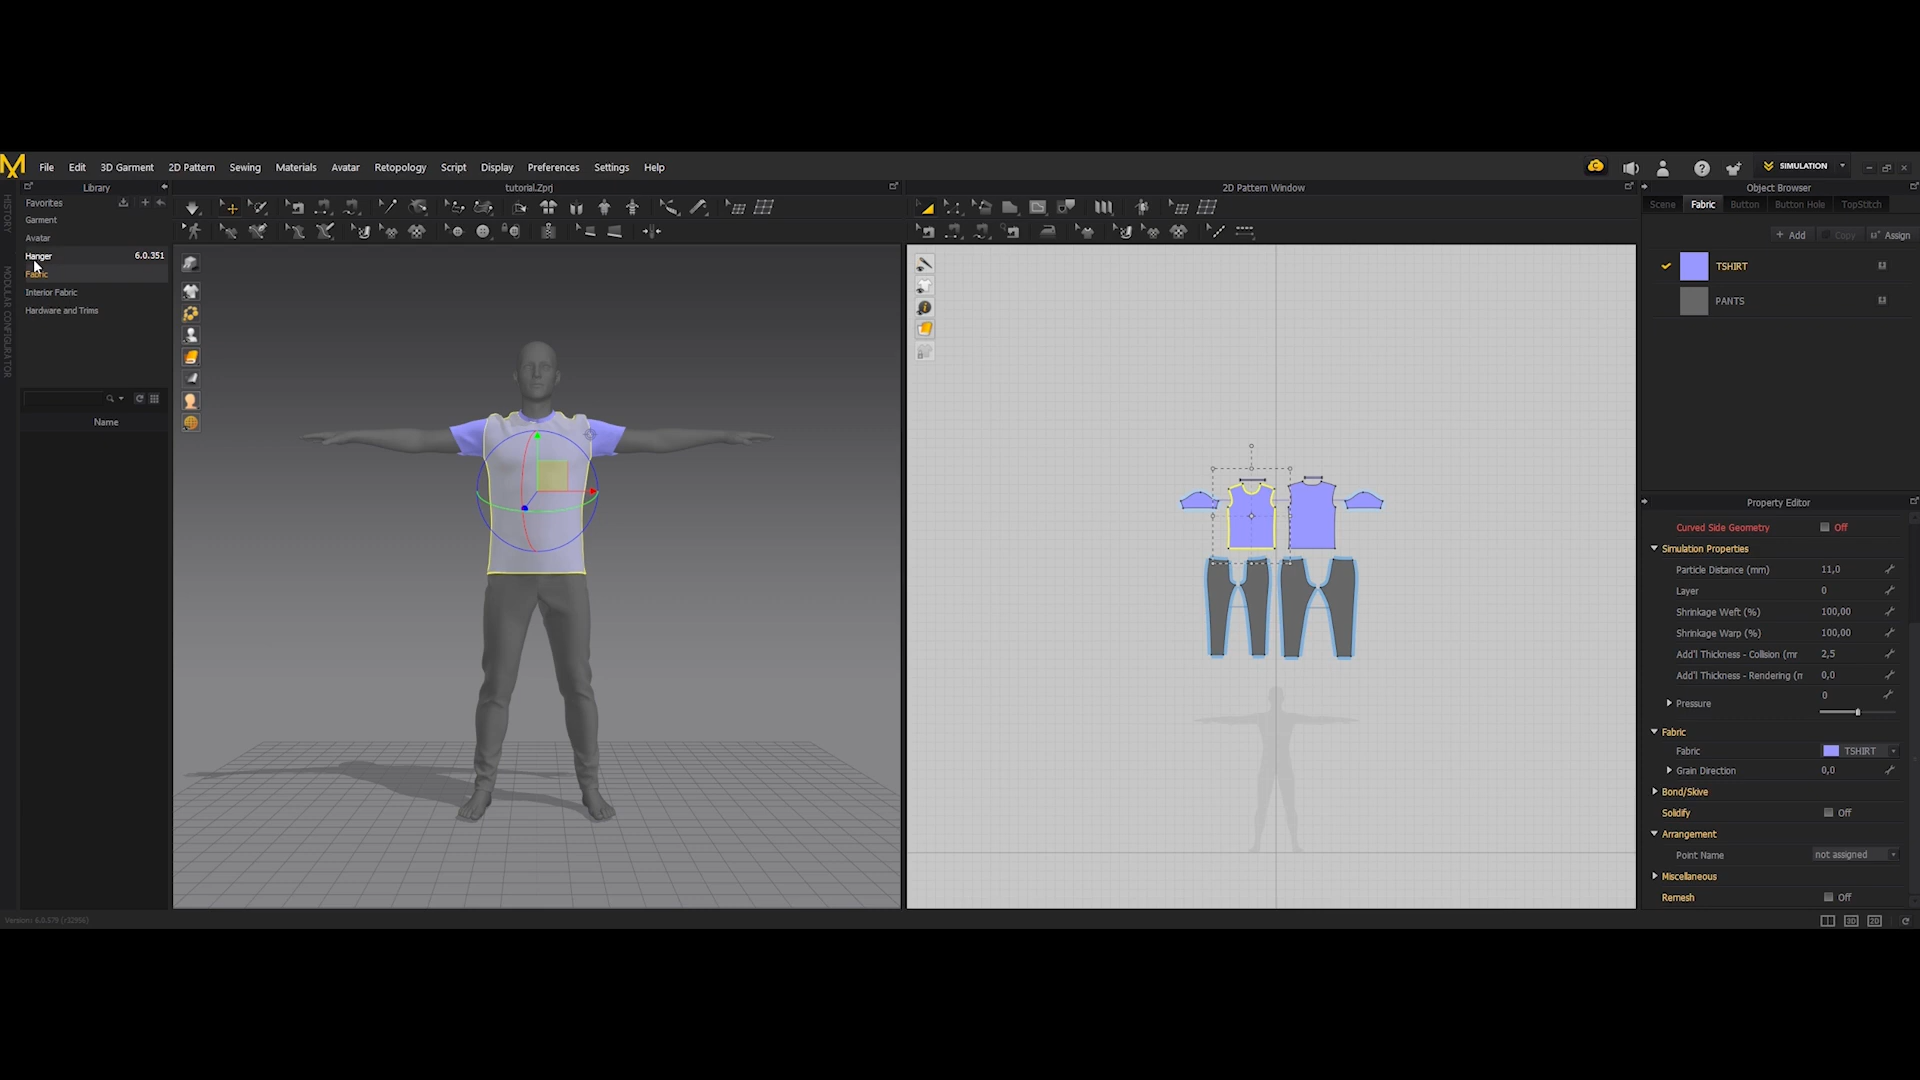 File Edit 3D Garment 2D Pattern Sewing Materials Avatar Retopology Script Display Preferences Settings Help
SIMULATION
Library
tutorial.Zprj
2D Pattern Window
Object Browser
HISTORY
MODULAR CONFIGURATOR
Favorites
Garment
Avatar
Hanger 6.0.351
Fabric
Interior Fabric
Hardware and Trims
Name
Scene Fabric Button Button Hole TopStitch
+ Add Copy Assign
TSHIRT
PANTS
Property Editor
Curved Side Geometry Off
Simulation Properties
Particle Distance (mm) 11,0
Layer 0
Shrinkage Weft (%) 100,00
Shrinkage Warp (%) 100,00
Add'l Thickness - Collision (mr 2,5
Add'l Thickness - Rendering (n 0,0
Pressure 0
Fabric
Fabric TSHIRT
Grain Direction 0,0
Bond/Skive
Solidify Off
Arrangement
Point Name not assigned
Miscellaneous
Remesh Off
3D 2D